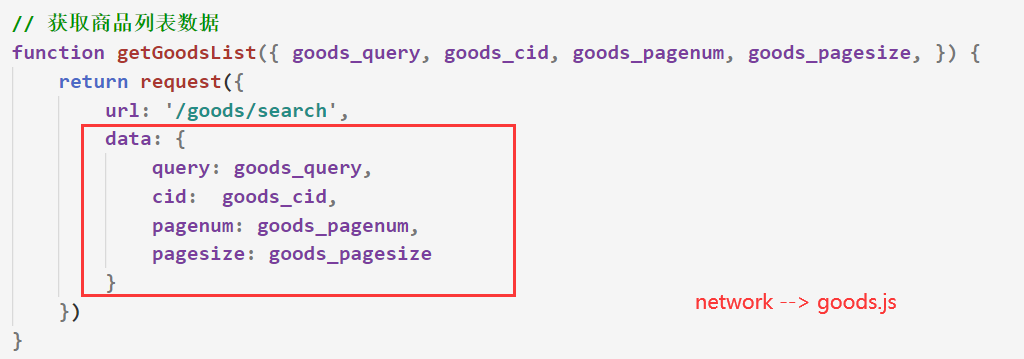 // 获取商品列表数据
function getGoodsList({ goods_query, goods_cid, goods_pagenum, goods_pagesize, }) {
    return request({
        url: '/goods/search',
        data: {
            query: goods_query,
            cid:  goods_cid,
            pagenum: goods_pagenum,
            pagesize: goods_pagesize
        }
    })
}
network --> goods.js